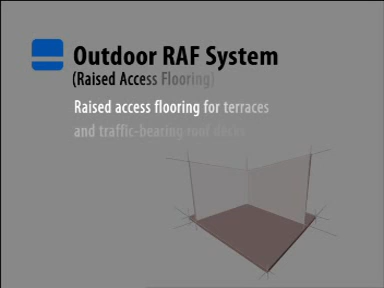 Outdoor RAF System
(Raised Access Flooring)
Raised access flooring for terraces
and traffic-bearing roof decks